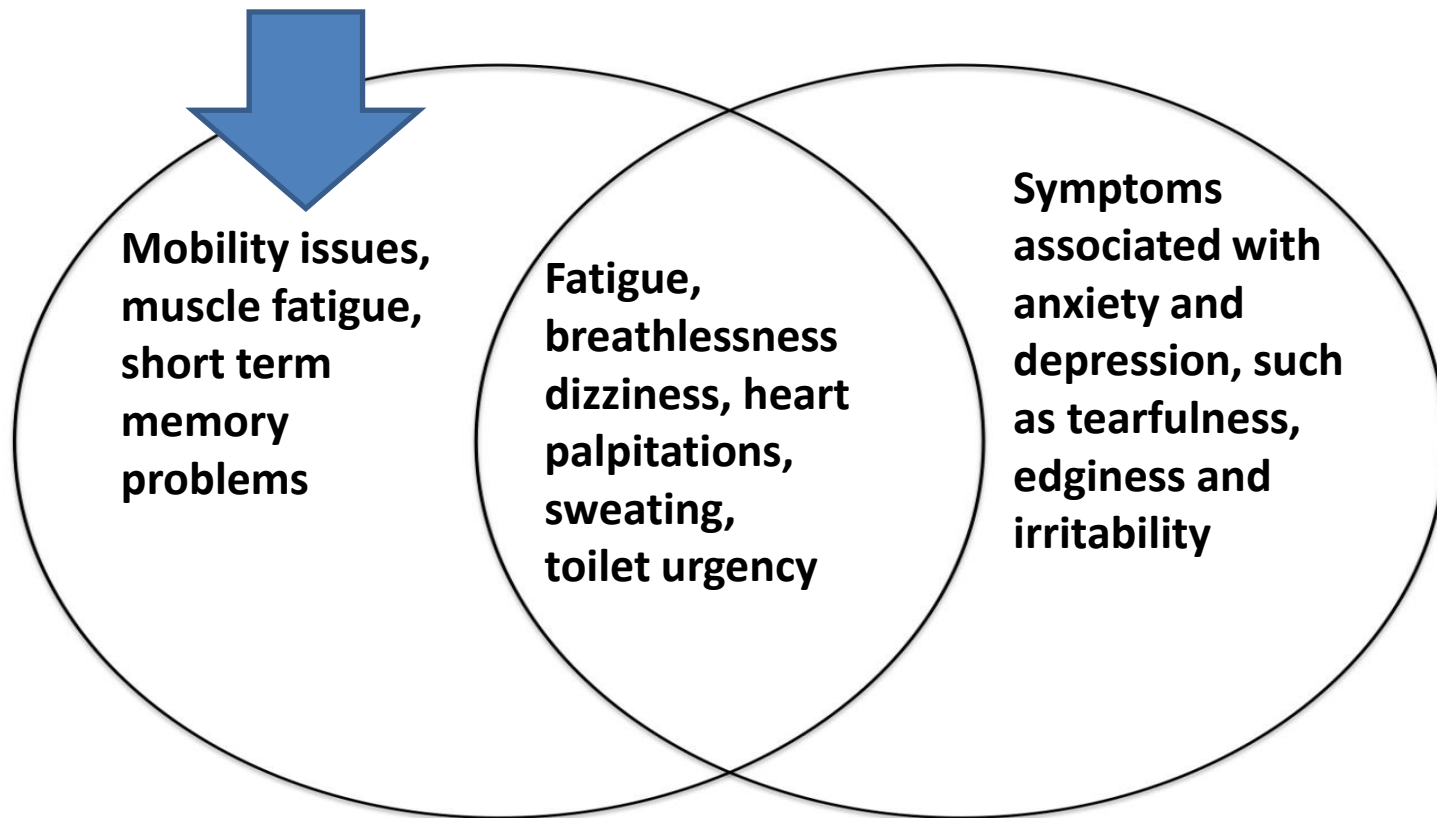 Mobility issues,
muscle fatigue,
short term
memory
problems
Fatigue,
breathlessness
dizziness, heart
palpitations,
sweating,
toilet urgency
Symptoms
associated with
anxiety and
depression, such
as tearfulness,
edginess and
irritability